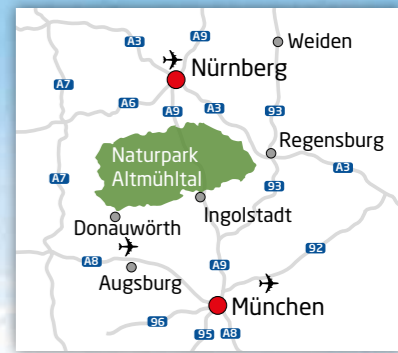 A9
A3
Weiden
A7
Nürnberg
A6
A9
A3
93
Naturpark
Altmühltal
Regensburg
A3
A7
93
Ingolstadt
Donauwörth
92
A8
A9
Augsburg
München
96
95
A8